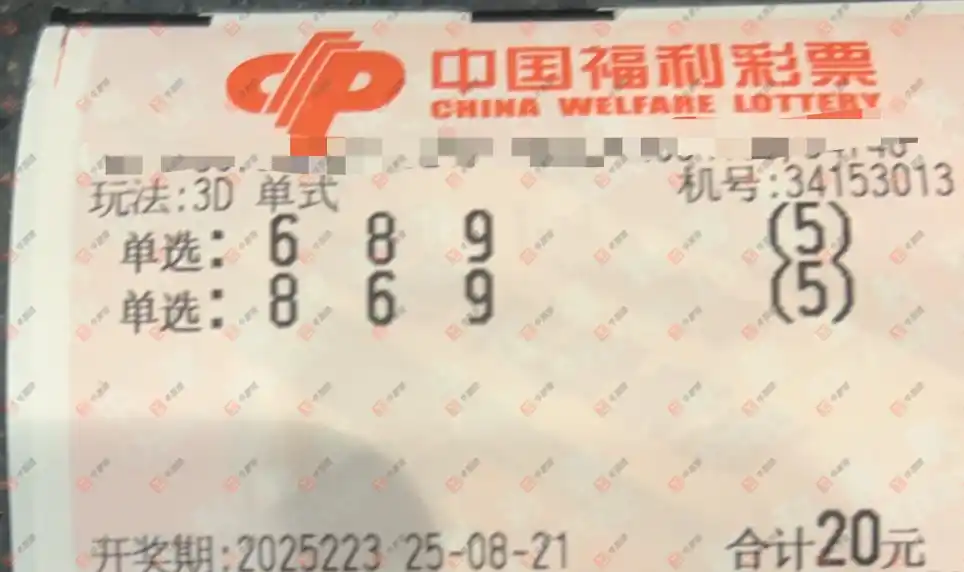 中国福利彩票
CHINA WELFARE LOTTERY
玩法:3D 单式 机号:34153013
单选: 6 8 9 (5)
单选: 8 6 9 (5)
开奖期:2025223 25-08-21 合计20元